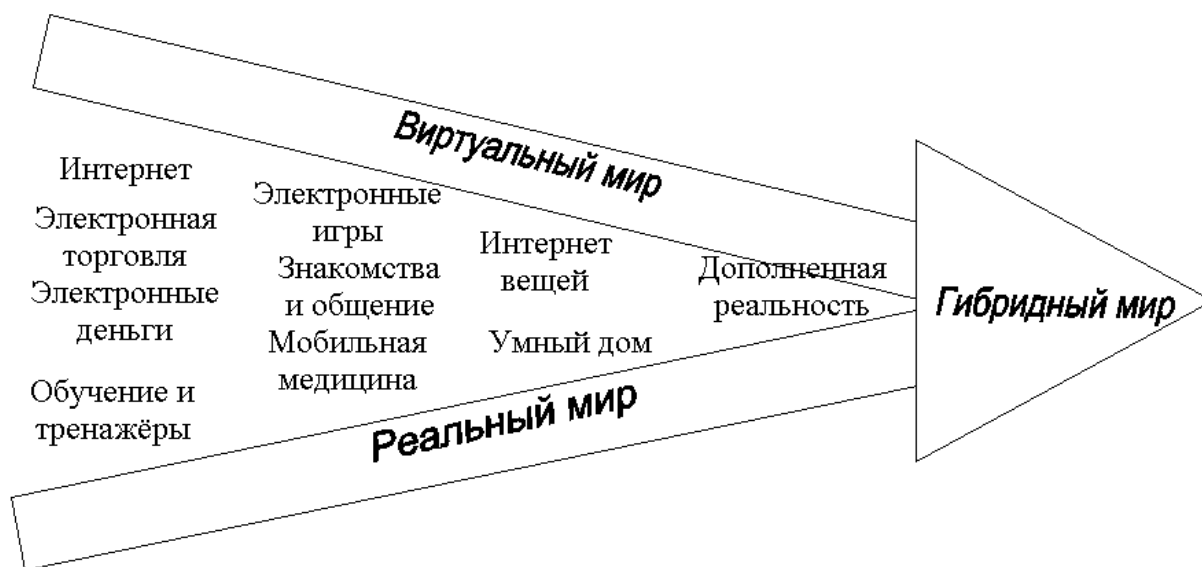 Виртуальный мир
Интернет
Электронная
торговля
Электронные
деньги
Обучение и
тренажёры
Электронные
игры
Знакомства
и общение
Мобильная
медицина
Интернет
вещей
Умный дом
Дополненная
реальность
Реальный мир
Гибридный мир